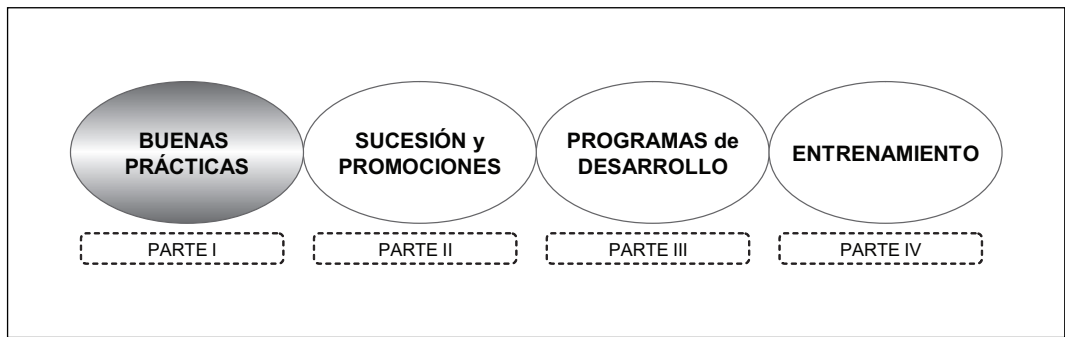 BUENAS
PRÁCTICAS
SUCESIÓN y
PROMOCIONES
PROGRAMAS de
DESARROLLO
ENTRENAMIENTO
PARTE I
PARTE II
PARTE III
PARTE IV